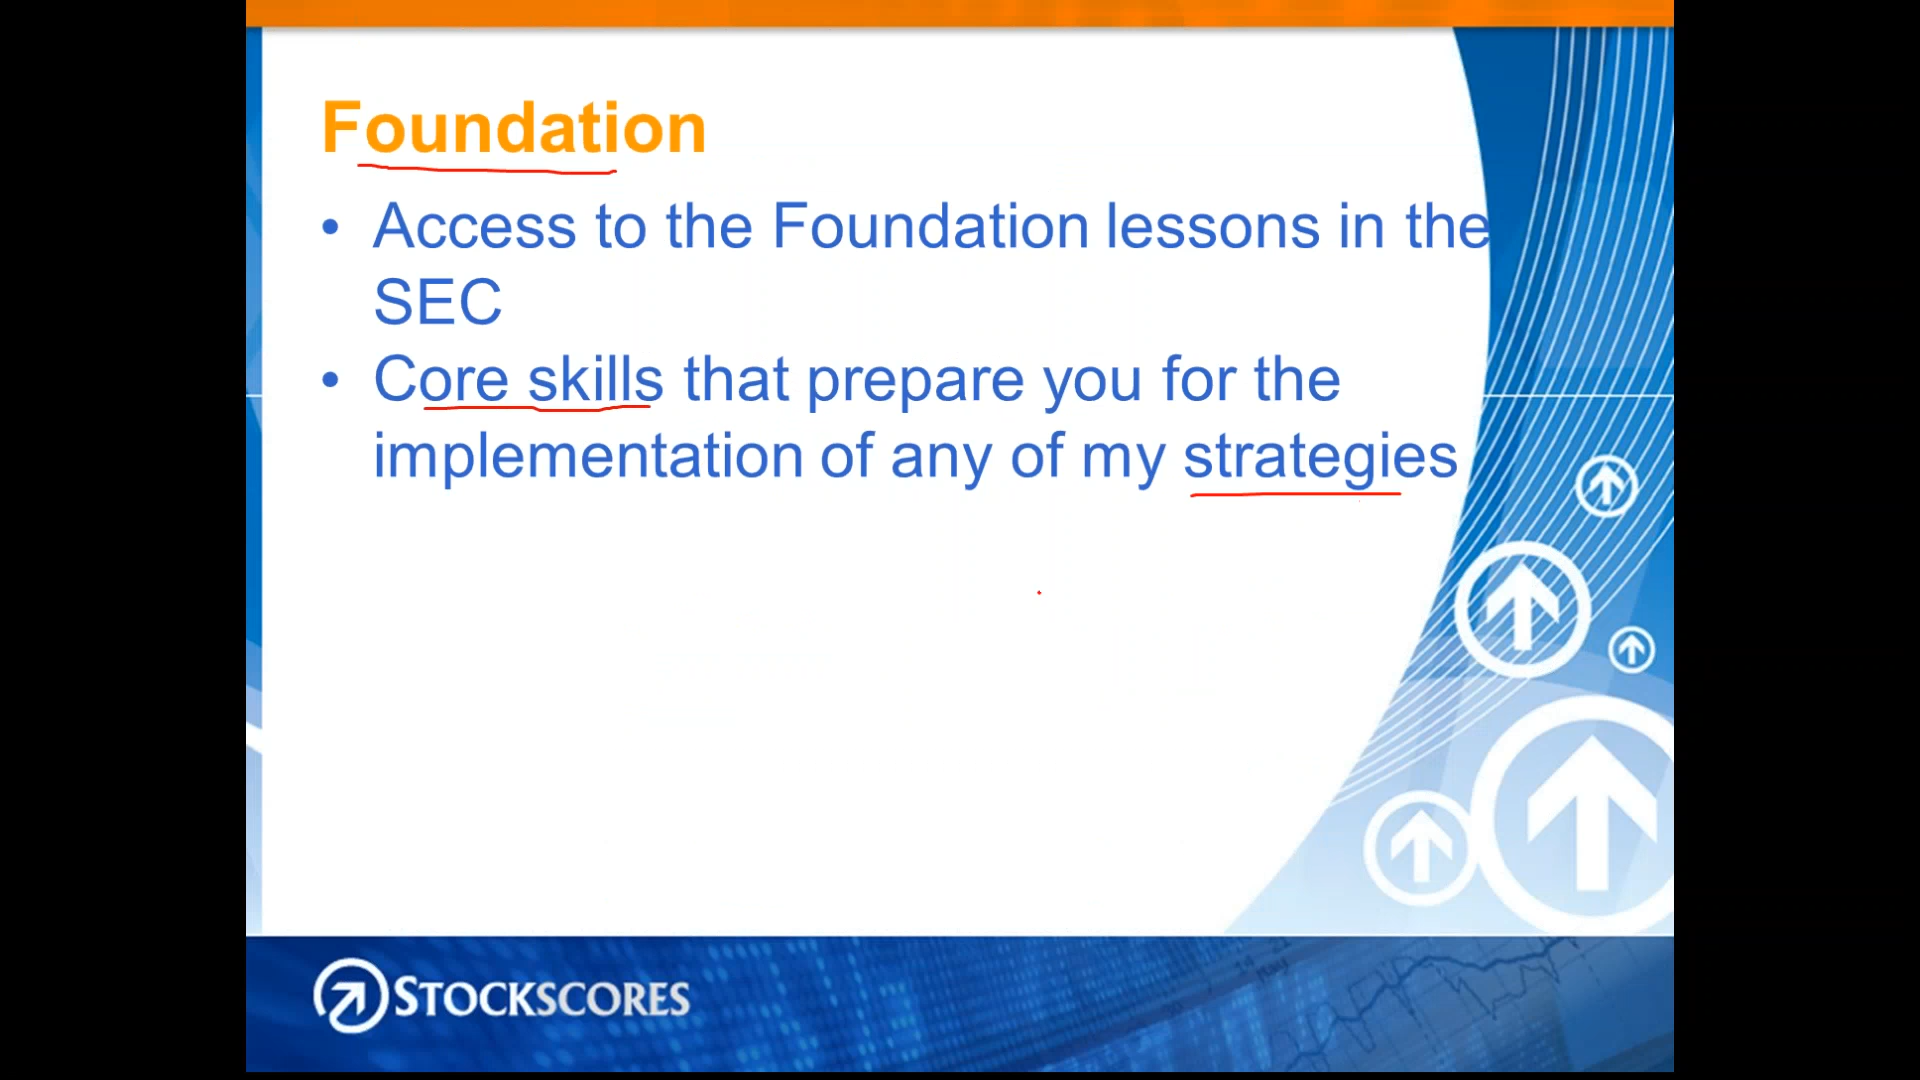 Foundation
• Access to the Foundation lessons in the
SEC
• Core skills that prepare you for the
implementation of any of my strategies
STOCKSCORES